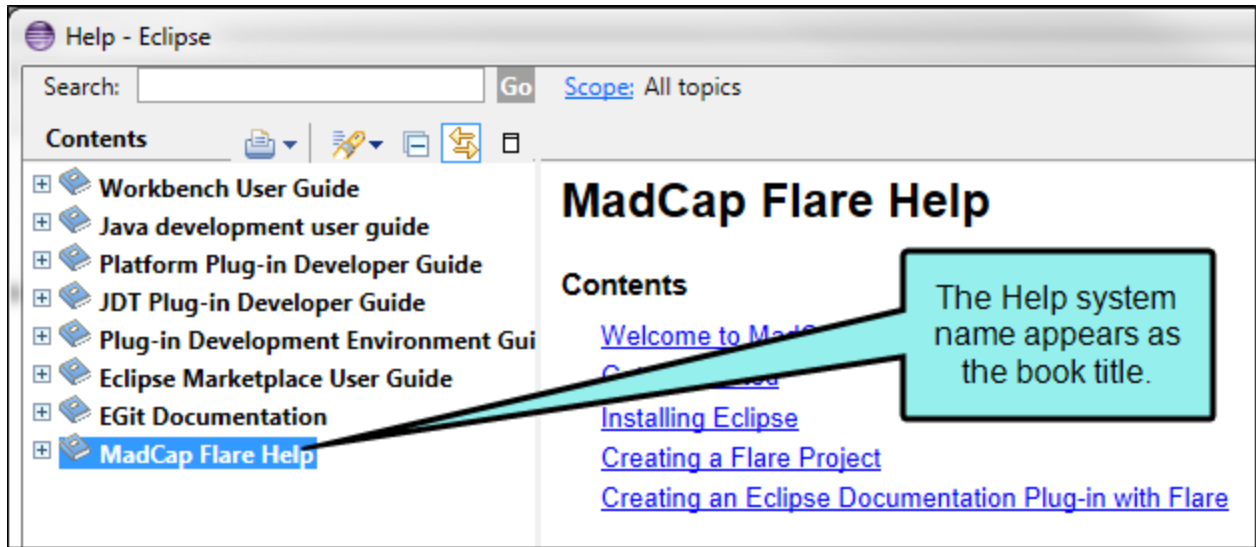 Help - Eclipse
Search:
Go
Scope: All topics
Contents
Workbench User Guide
Java development user guide
Platform Plug-in Developer Guide
JDT Plug-in Developer Guide
Plug-in Development Environment Gui
Eclipse Marketplace User Guide
EGit Documentation
MadCap Flare Help
MadCap Flare Help
Contents
Welcome to
Installing Eclipse
Creating a Flare Project
Creating an Eclipse Documentation Plug-in with Flare
The Help system
name appears as
the book title.